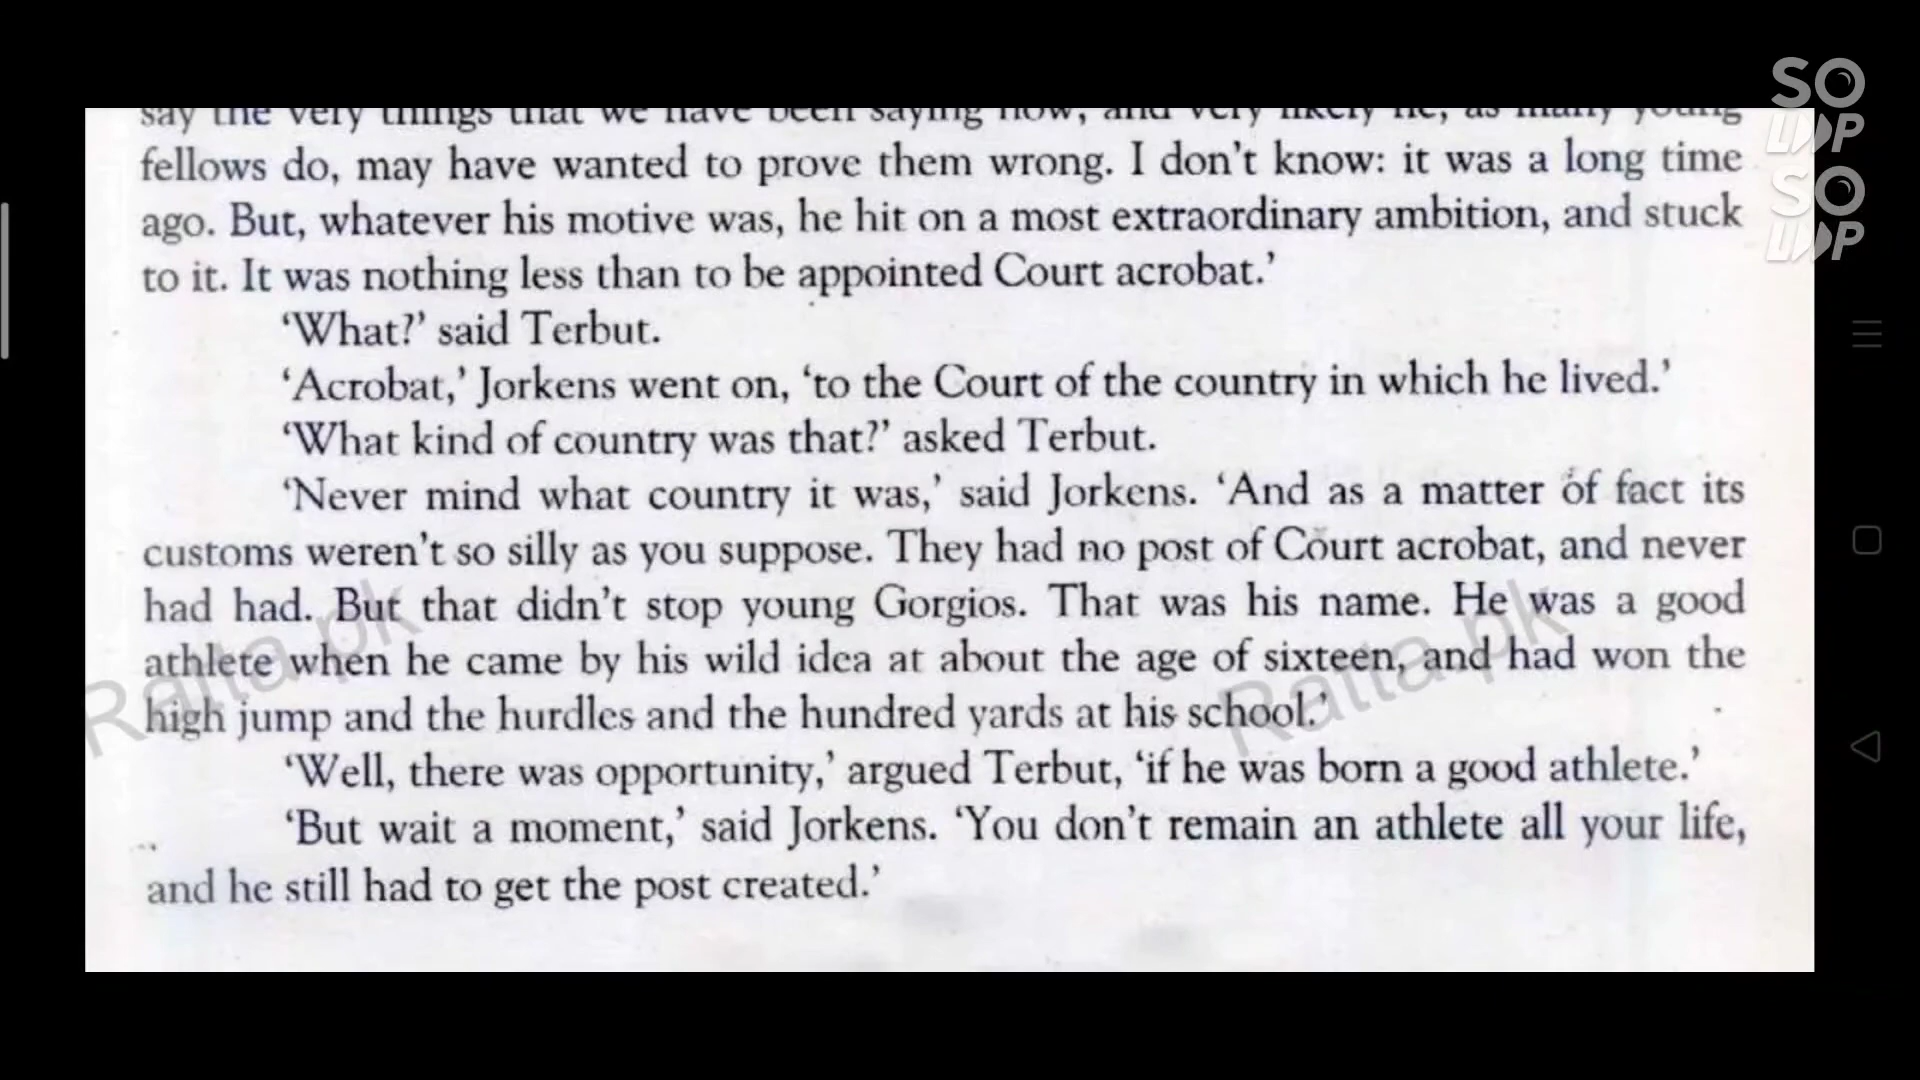 say the very things that we have been saying now, and very likely he, as many young
fellows do, may have wanted to prove them wrong. I don't know: it was a long time
ago. But, whatever his motive was, he hit on a most extraordinary ambition, and stuck
to it. It was nothing less than to be appointed Court acrobat.'
'What?' said Terbut.
'Acrobat,' Jorkens went on, 'to the Court of the country in which he lived.'
'What kind of country was that?' asked Terbut.
'Never mind what country it was,' said Jorkens. 'And as a matter of fact its
customs weren't so silly as you suppose. They had no post of Court acrobat, and never
had had. But that didn't stop young Gorgios. That was his name. He was a good
athlete when he came by his wild idea at about the age of sixteen, and had won the
high jump and the hurdles and the hundred yards at his school.'
'Well, there was opportunity,' argued Terbut, 'if he was born a good athlete.'
'But wait a moment,' said Jorkens. 'You don't remain an athlete all your life,
and he still had to get the post created.'
Ratta.pk
Ratta.pk
SO
UP
SO
UP